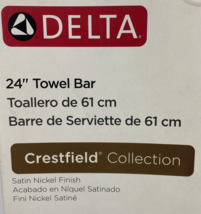 DELTA
24" Towel Bar
Toallero de 61 cm
Barre de Serviette de 61 cm
Crestfield® Collection
Satin Nickel Finish
Acabado en Níquel Satinado
Fini Nickel Satiné